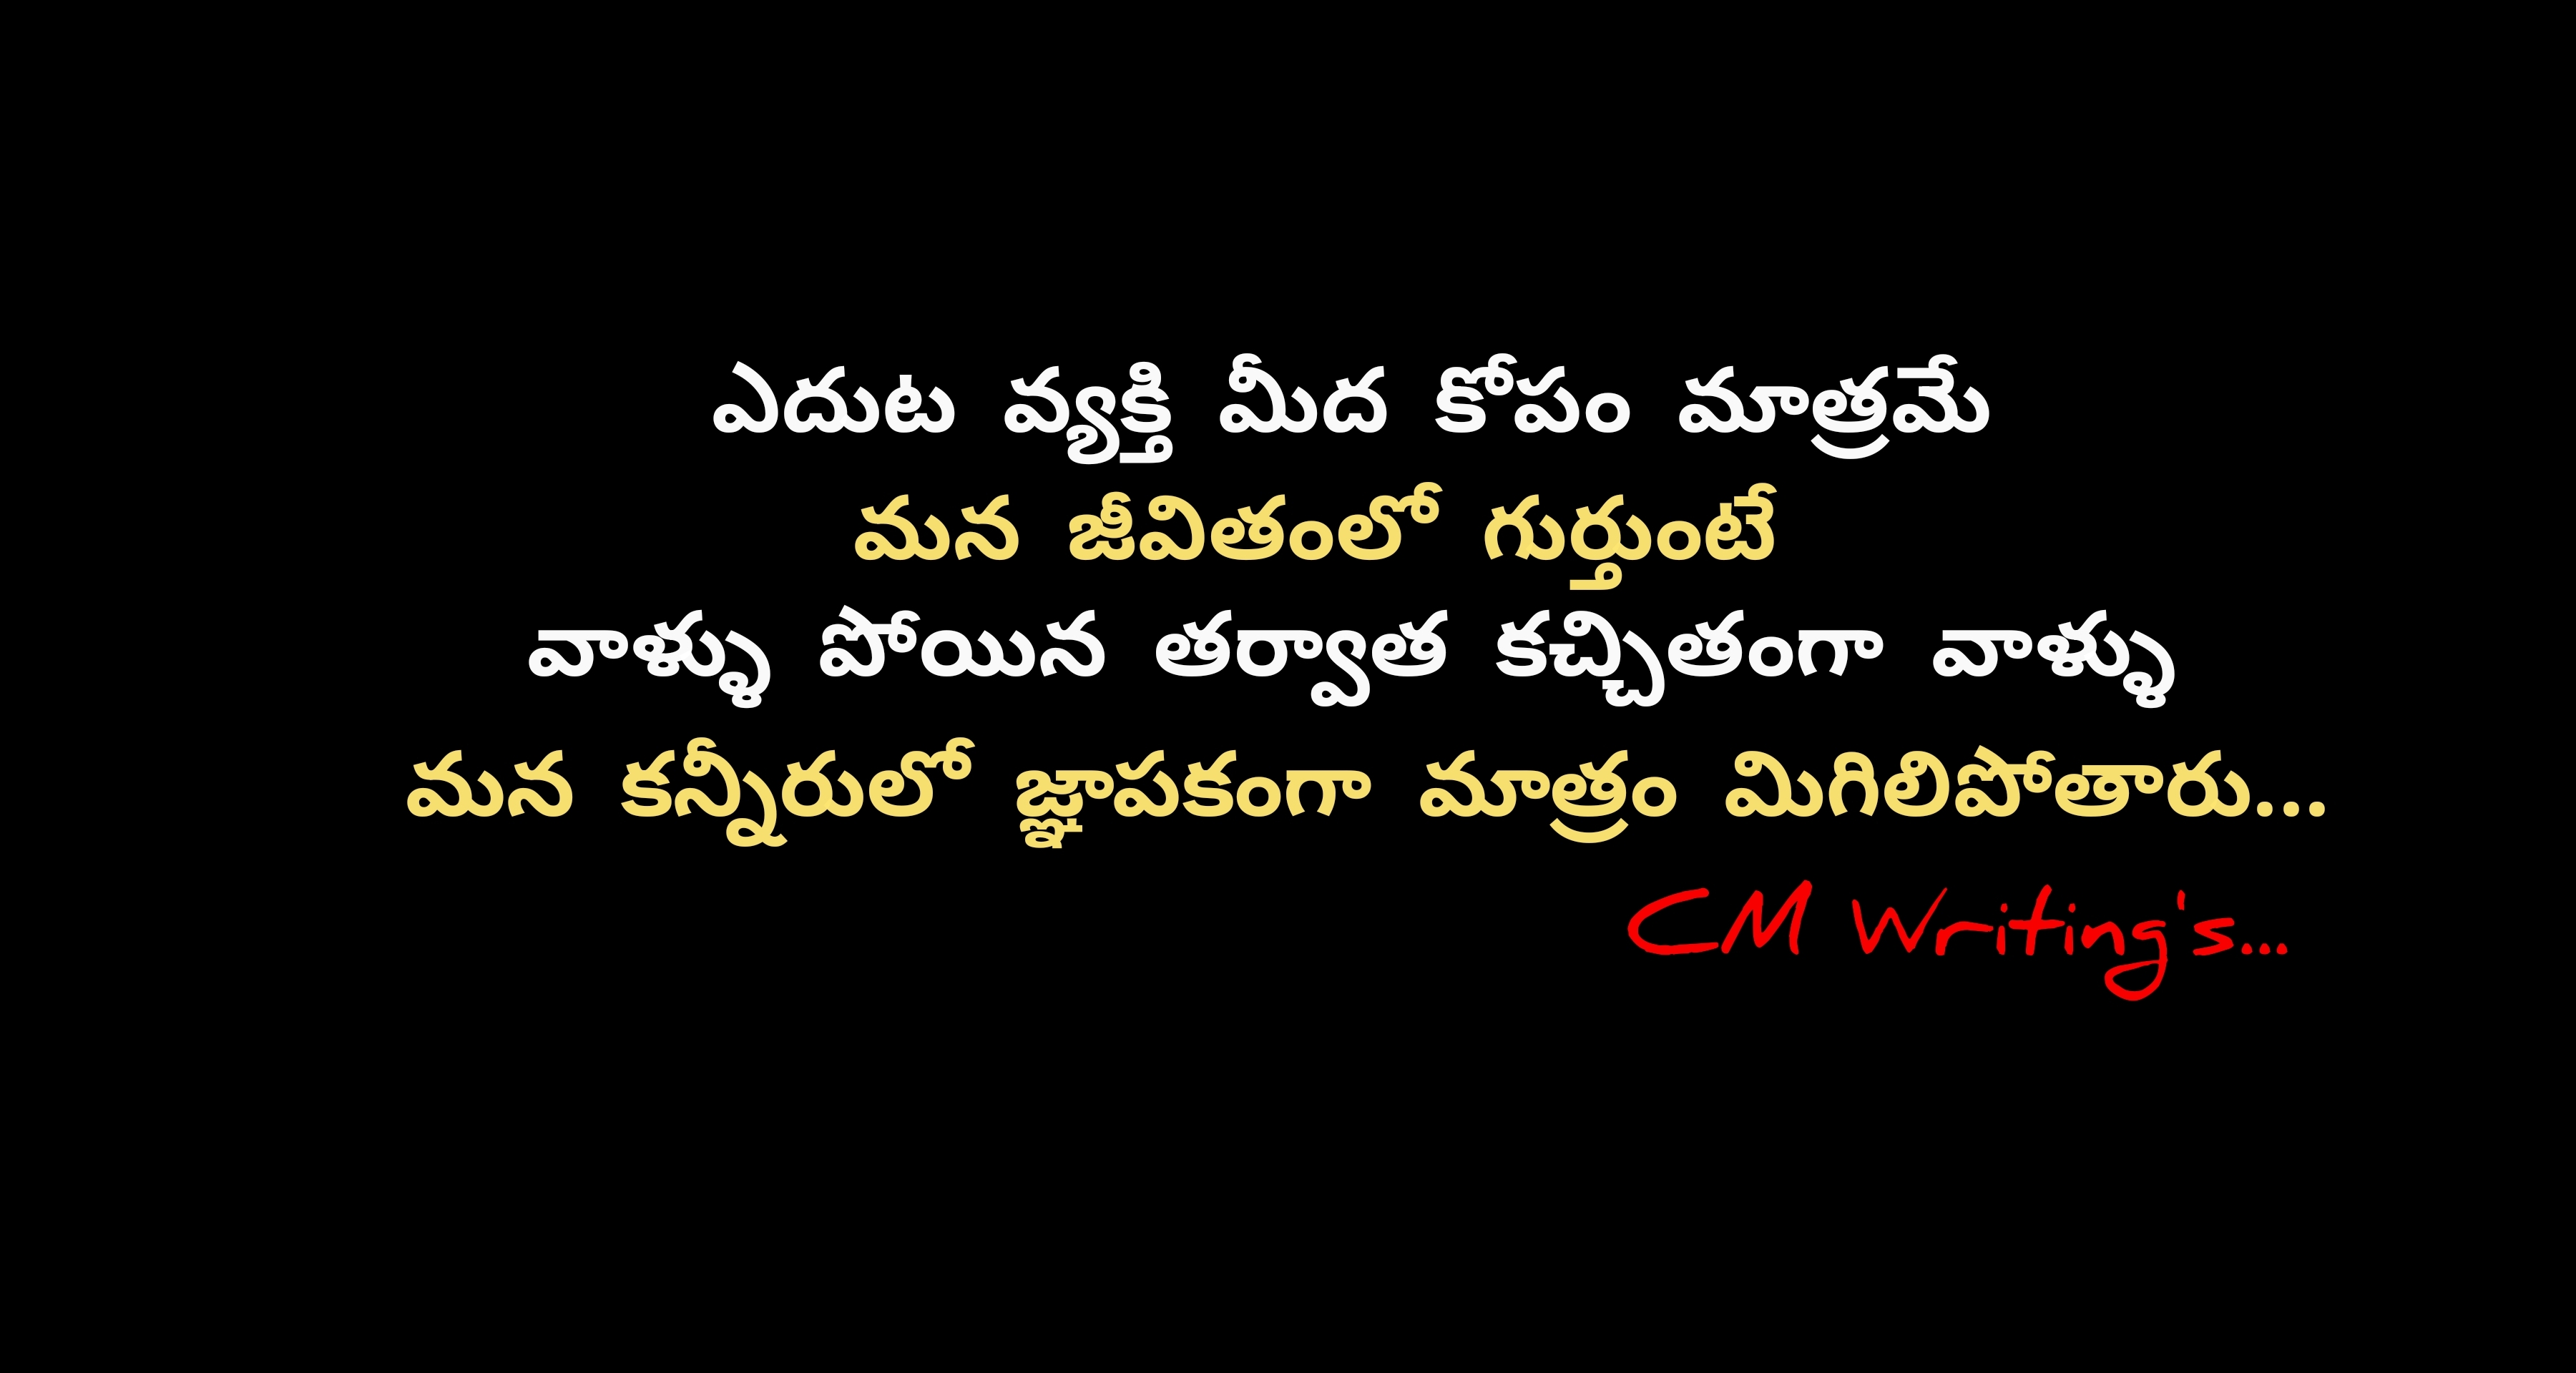 ఎదుట వ్యక్తి మీద కోపం మాత్రమే
మన జీవితంలో గుర్తుంటే
వాళ్ళు పోయిన తర్వాత కచ్చితంగా వాళ్ళు
మన కన్నీరులో జ్ఞాపకంగా మాత్రం మిగిలిపోతారు...
CM Writing's...